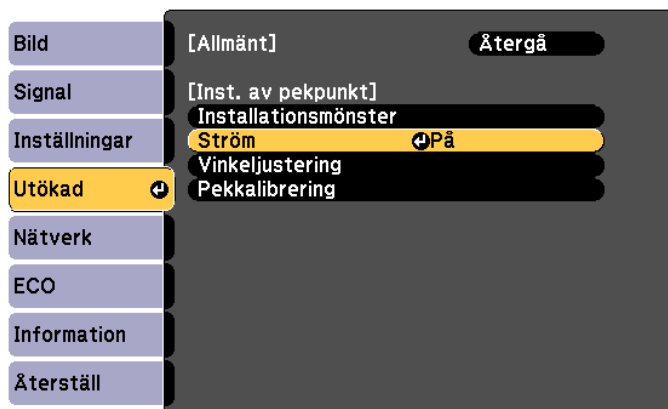 Bild
Signal
Inställningar
Utökad
Nätverk
ECO
Information
Återställ
[Allmänt] Återgå
[Inst. av pekpunkt]
Installationsmönster
Ström På
Vinkeljustering
Pekkalibrering